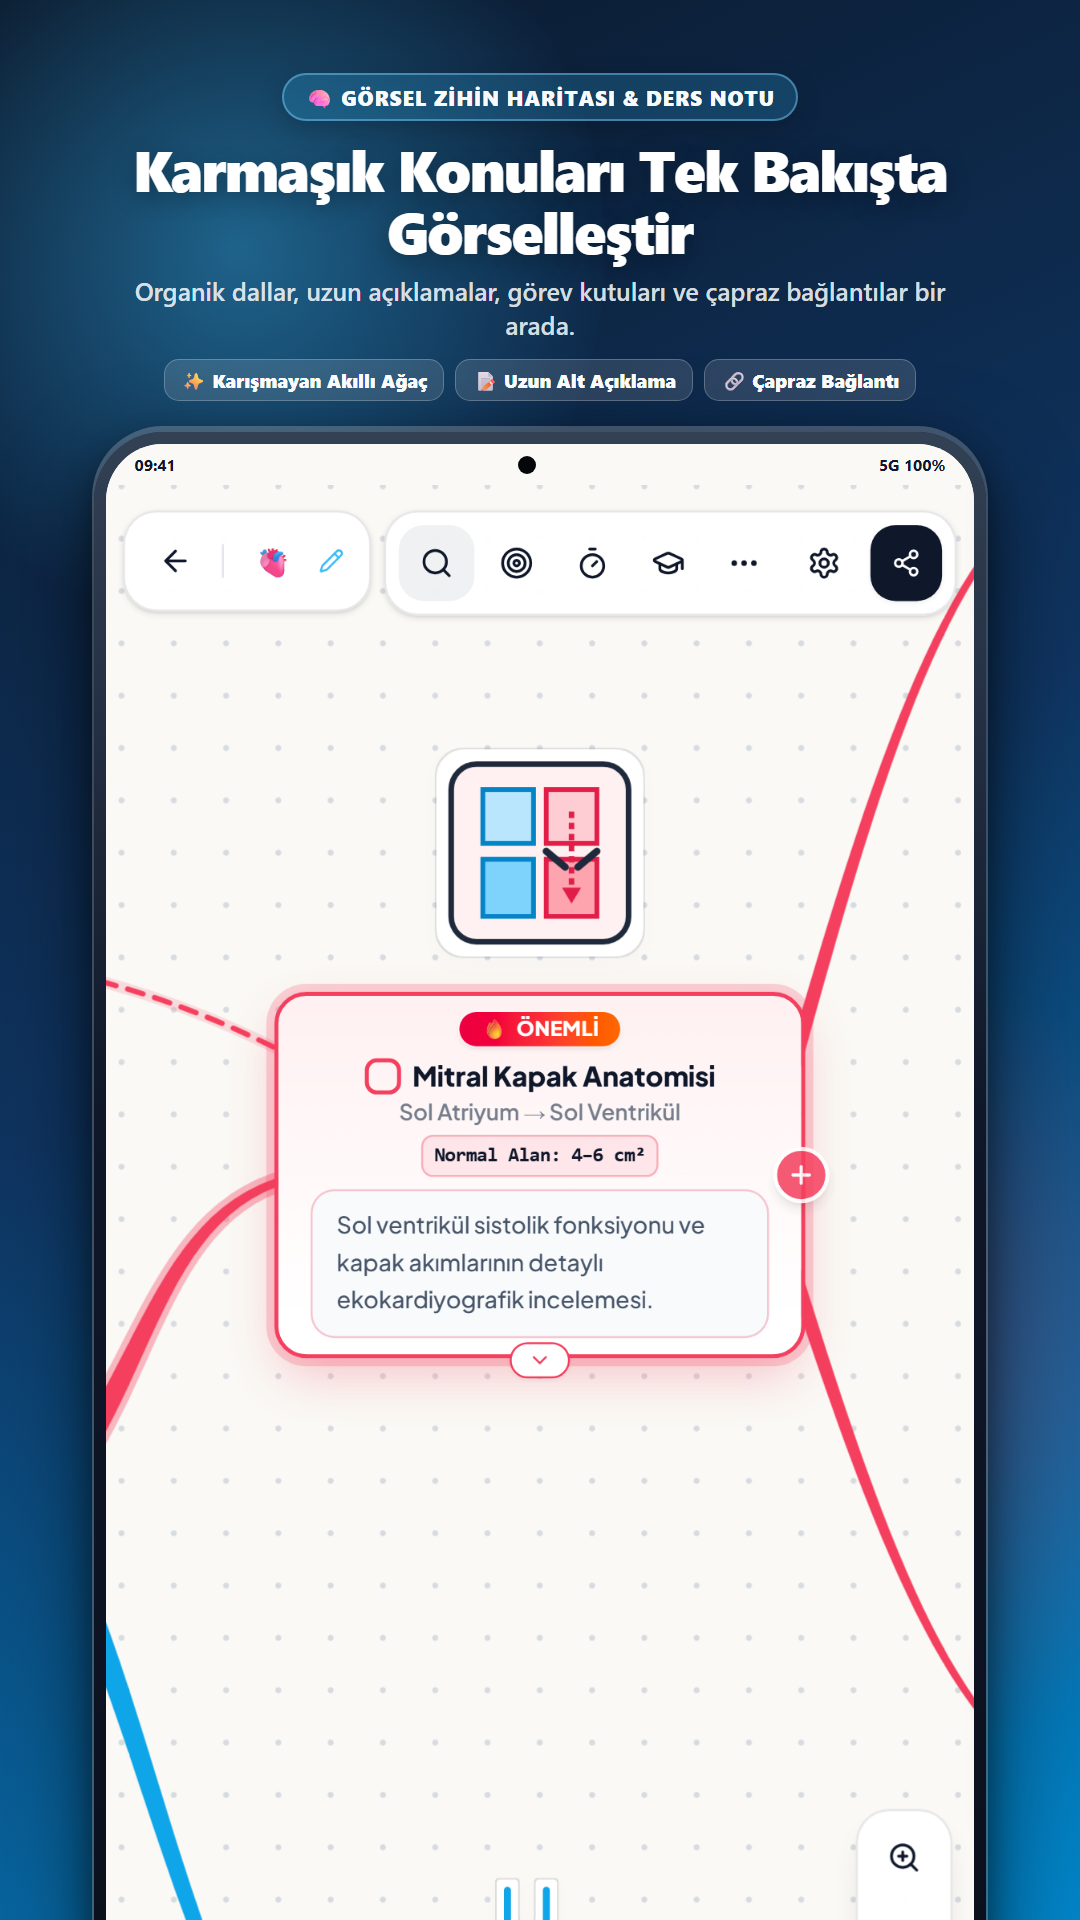 🧠 GÖRSEL ZİHİN HARİTASI & DERS NOTU
Karmaşık Konuları Tek Bakışta
Görselleştir
Organik dallar, uzun açıklamalar, görev kutuları ve çapraz bağlantılar bir
arada.
✨ Karışmayan Akıllı Ağaç
📝 Uzun Alt Açıklama
🔗 Çapraz Bağlantı
09:41
5G 100%
🔥 ÖNEMLİ
Mitral Kapak Anatomisi
Sol Atriyum → Sol Ventrikül
Normal Alan: 4-6 cm²
Sol ventrikül sistolik fonksiyonu ve
kapak akımlarının detaylı
ekokardiyografik incelemesi.